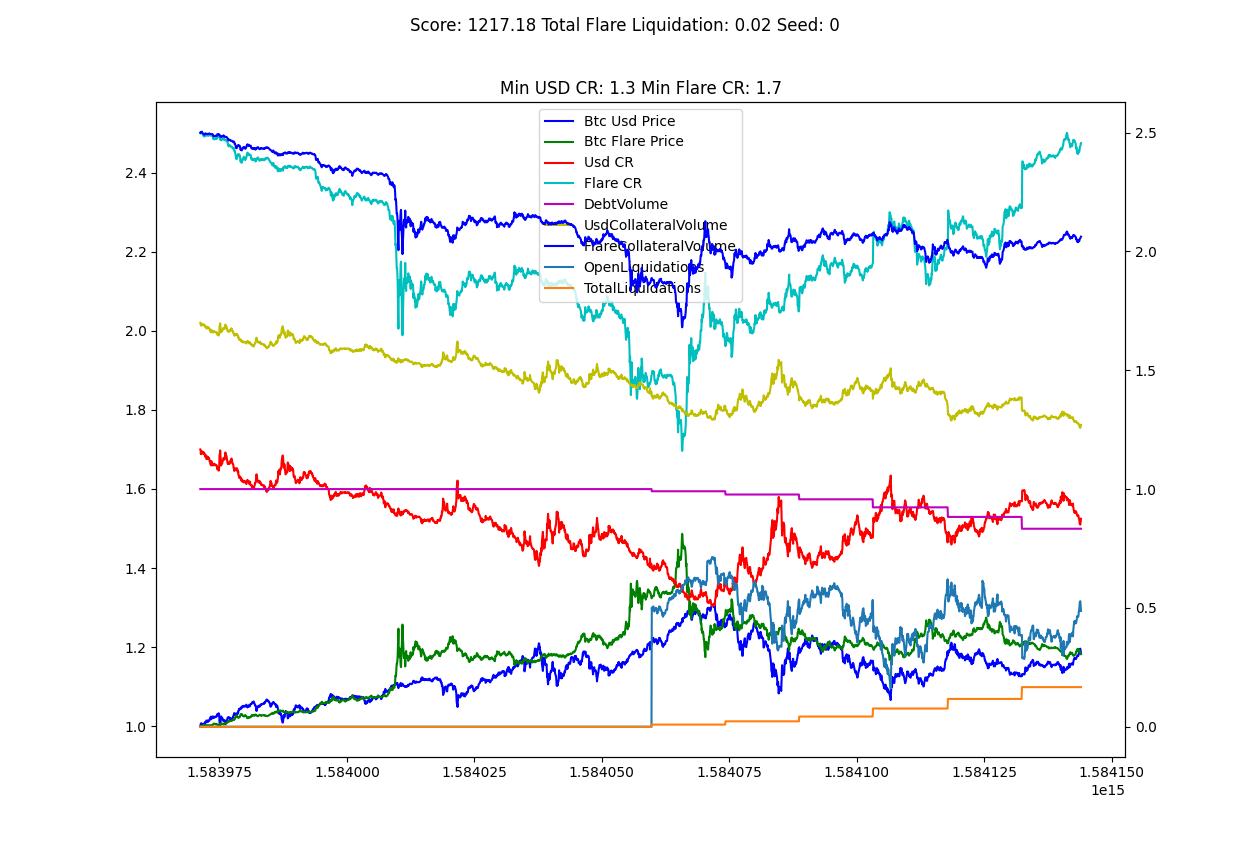 Score: 1217.18 Total Flare Liquidation: 0.02 Seed: 0
Min USD CR: 1.3 Min Flare CR: 1.7
Btc Usd Price
Btc Flare Price
Usd CR
Flare CR
DebtVolume
UsdCollateralVolume
FlareCollateralVolume
OpenLiquidations
TotalLiquidations
2.4
2.2
2.0
1.8
1.6
1.4
1.2
1.0
2.5
2.0
1.5
1.0
0.5
0.0
1.583975 1.584000 1.584025 1.584050 1.584075 1.584100 1.584125 1.584150
1e15